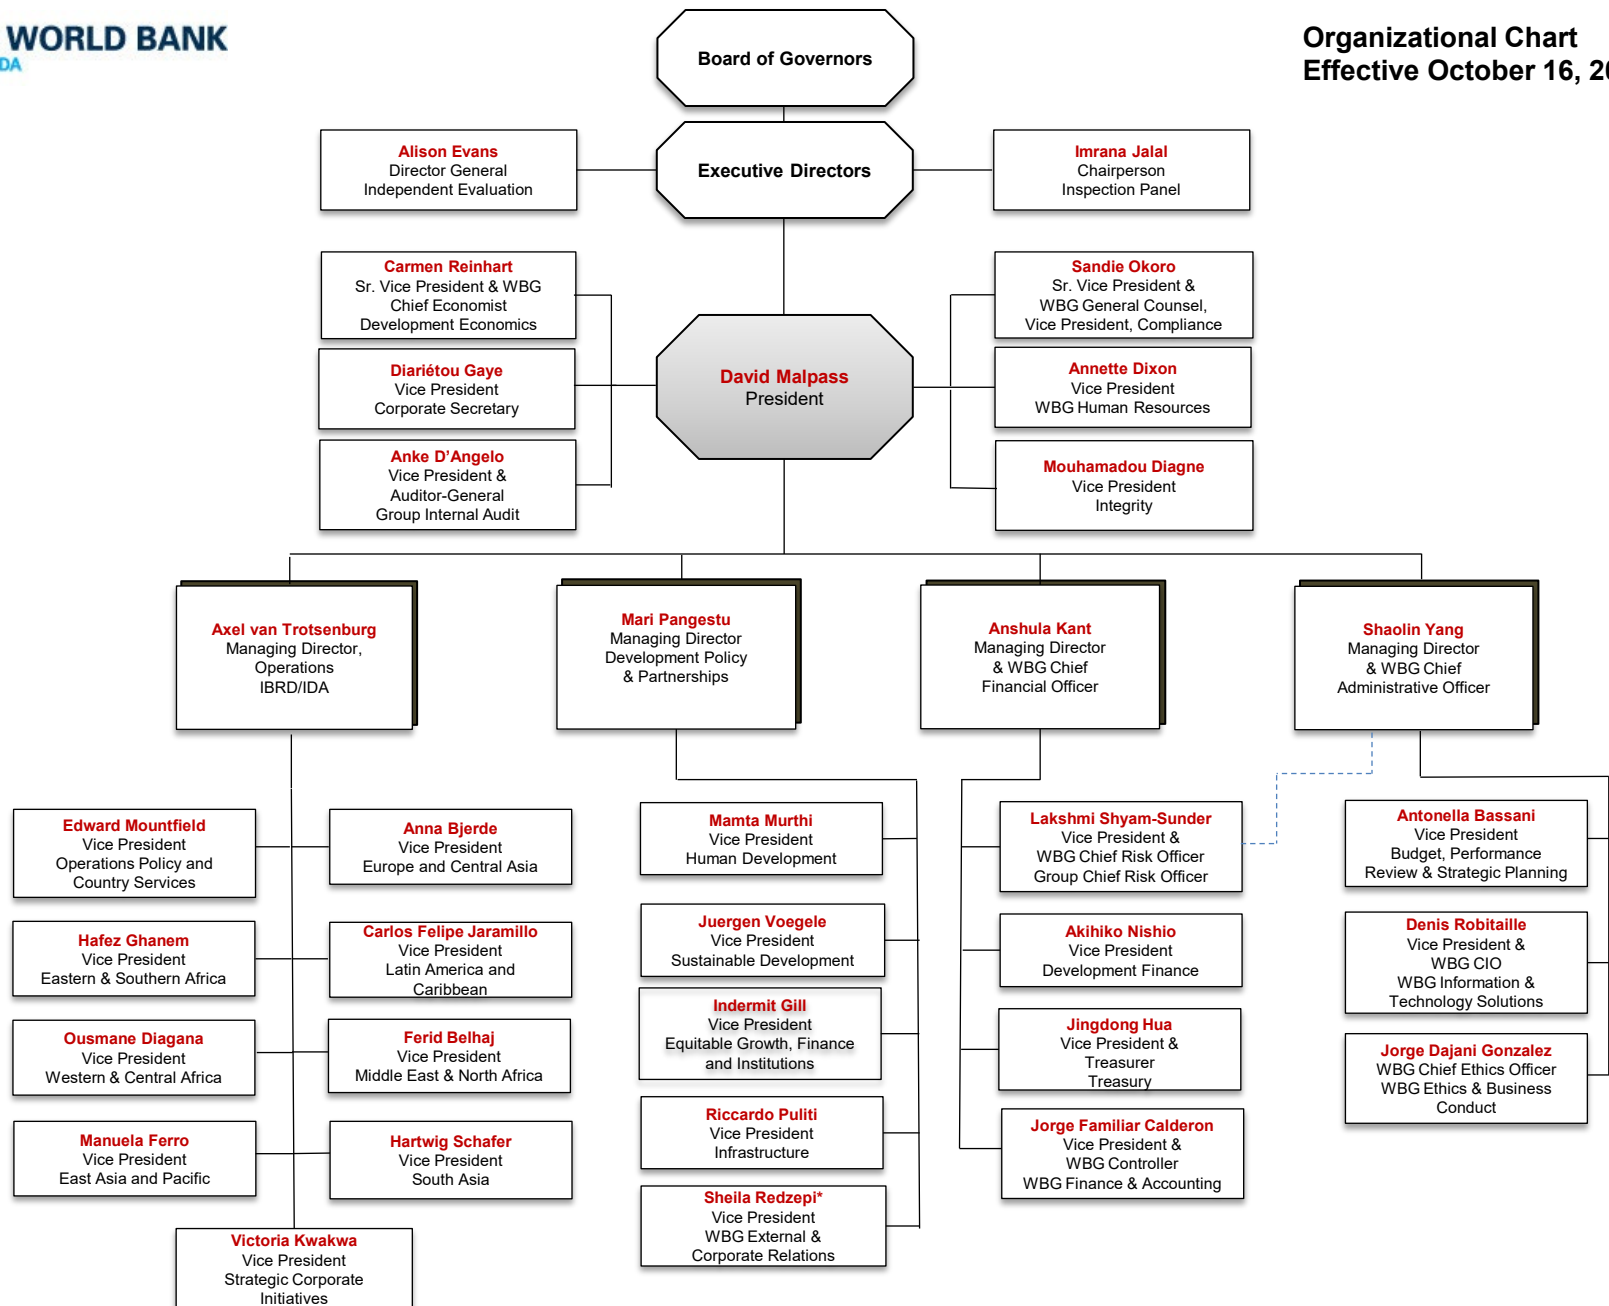 WORLD BANK
DA
Organizational Chart
Effective October 16, 20
Board of Governors
Alison Evans
Director General
Independent Evaluation
Executive Directors
Imrana Jalal
Chairperson
Inspection Panel
Carmen Reinhart
Sr. Vice President & WBG
Chief Economist
Development Economics
Sandie Okoro
Sr. Vice President &
WBG General Counsel,
Vice President, Compliance
Diariétou Gaye
Vice President
Corporate Secretary
David Malpass
President
Annette Dixon
Vice President
WBG Human Resources
Anke D’Angelo
Vice President &
Auditor-General
Group Internal Audit
Mouhamadou Diagne
Vice President
Integrity
Axel van Trotsenburg
Managing Director,
Operations
IBRD/IDA
Mari Pangestu
Managing Director
Development Policy
& Partnerships
Anshula Kant
Managing Director
& WBG Chief
Financial Officer
Shaolin Yang
Managing Director
& WBG Chief
Administrative Officer
Edward Mountfield
Vice President
Operations Policy and
Country Services
Anna Bjerde
Vice President
Europe and Central Asia
Hafez Ghanem
Vice President
Eastern & Southern Africa
Carlos Felipe Jaramillo
Vice President
Latin America and
Caribbean
Ousmane Diagana
Vice President
Western & Central Africa
Ferid Belhaj
Vice President
Middle East & North Africa
Manuela Ferro
Vice President
East Asia and Pacific
Hartwig Schafer
Vice President
South Asia
Victoria Kwakwa
Vice President
Strategic Corporate
Initiatives
Mamta Murthi
Vice President
Human Development
Juergen Voegele
Vice President
Sustainable Development
Indermit Gill
Vice President
Equitable Growth, Finance
and Institutions
Riccardo Puliti
Vice President
Infrastructure
Sheila Redzepi*
Vice President
WBG External &
Corporate Relations
Lakshmi Shyam-Sunder
Vice President &
WBG Chief Risk Officer
Group Chief Risk Officer
Akihiko Nishio
Vice President
Development Finance
Jingdong Hua
Vice President &
Treasurer
Treasury
Jorge Familiar Calderon
Vice President &
WBG Controller
WBG Finance & Accounting
Antonella Bassani
Vice President
Budget, Performance
Review & Strategic Planning
Denis Robitaille
Vice President &
WBG CIO
WBG Information &
Technology Solutions
Jorge Dajani Gonzalez
WBG Chief Ethics Officer
WBG Ethics & Business
Conduct